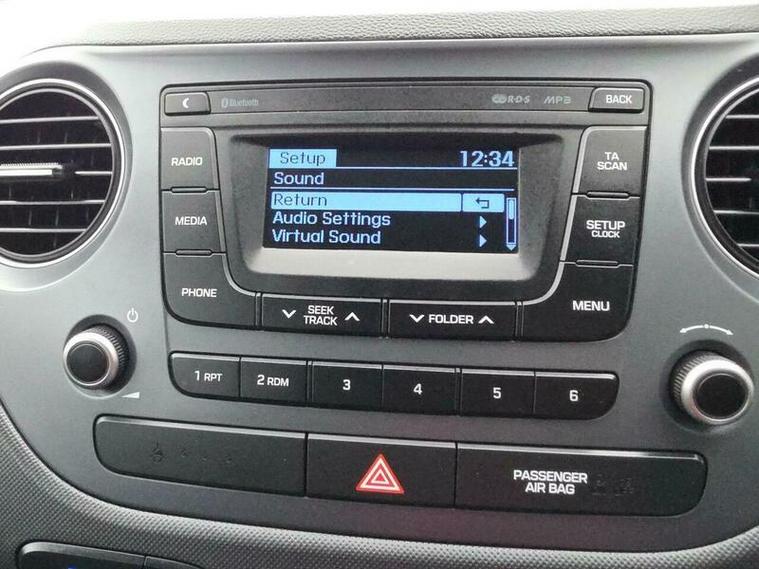 Bluetooth
RDS
MP3
BACK
RADIO
MEDIA
PHONE
Setup 12:34
Sound
Return
Audio Settings
Virtual Sound
TA
SCAN
SETUP
CLOCK
MENU
SEEK
TRACK
FOLDER
1 RPT
2 RDM
3
4
5
6
PASSENGER
AIR BAG